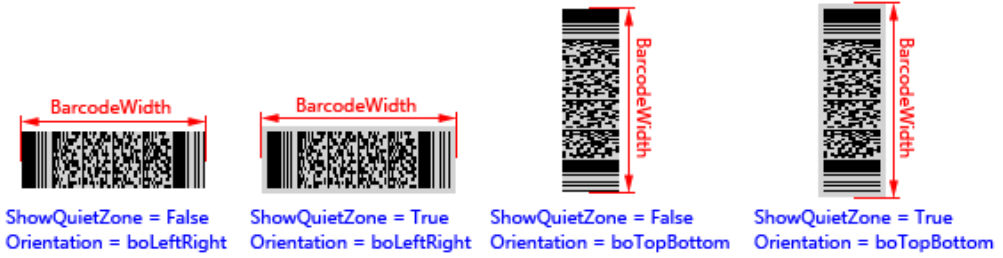 BarcodeWidth
ShowQuietZone = False
Orientation = boLeftRight
BarcodeWidth
ShowQuietZone = True
Orientation = boLeftRight
BarcodeWidth
ShowQuietZone = False
Orientation = boTopBottom
BarcodeWidth
ShowQuietZone = True
Orientation = boTopBottom